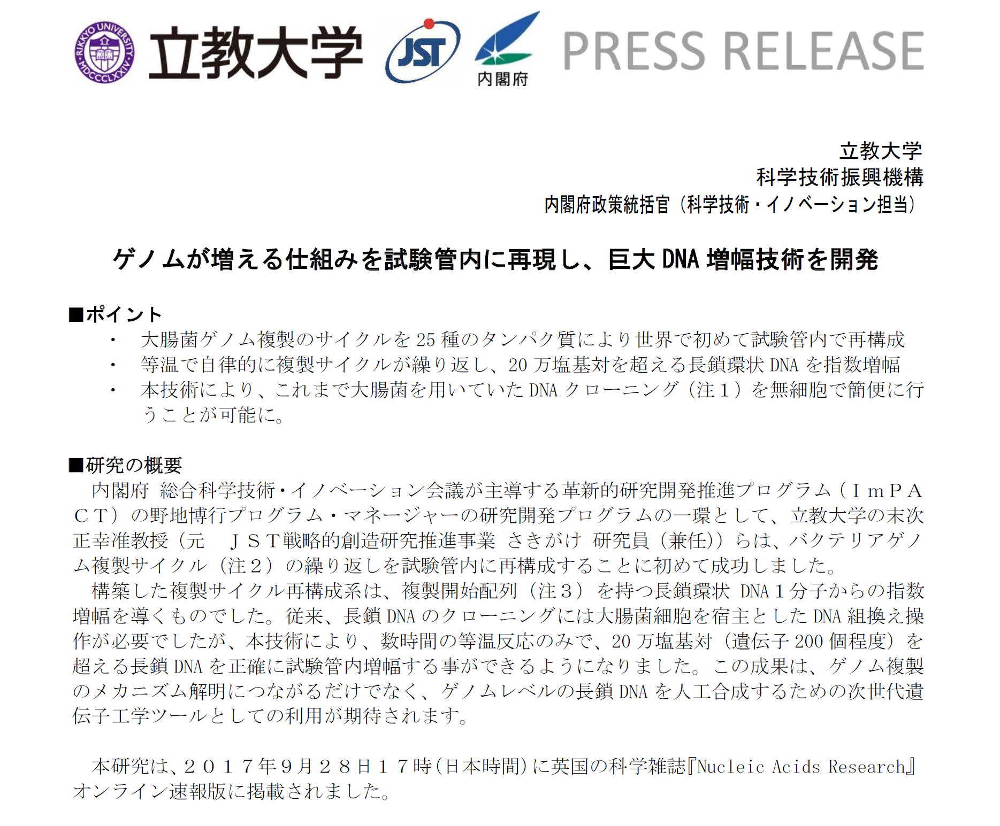 RIKKYO UNIVERSITY
MDCCCLXXIV
立教大学
JST
内閣府
PRESS RELEASE
立教大学
科学技術振興機構
内閣府政策統括官（科学技術・イノベーション担当）
ゲノムが増える仕組みを試験管内に再現し、巨大 DNA 増幅技術を開発
■ポイント
・ 大腸菌ゲノム複製のサイクルを 25 種のタンパク質により世界で初めて試験管内で再構成
・ 等温で自律的に複製サイクルが繰り返し、20 万塩基対を超える長鎖環状 DNA を指数増幅
・ 本技術により、これまで大腸菌を用いていた DNA クローニング（注１）を無細胞で簡便に行
うことが可能に。
■研究の概要
内閣府 総合科学技術・イノベーション会議が主導する革新的研究開発推進プログラム（ＩｍＰＡ
ＣＴ）の野地博行プログラム・マネージャーの研究開発プログラムの一環として、立教大学の末次
正幸准教授（元　ＪＳＴ戦略的創造研究推進事業 さきがけ 研究員（兼任））らは、バクテリアゲノ
ム複製サイクル（注２）の繰り返しを試験管内に再構成することに初めて成功しました。
構築した複製サイクル再構成系は、複製開始配列（注３）を持つ長鎖環状 DNA１分子からの指数
増幅を導くものでした。従来、長鎖 DNA のクローニングには大腸菌細胞を宿主とした DNA 組換え操
作が必要でしたが、本技術により、数時間の等温反応のみで、20 万塩基対（遺伝子 200 個程度）を
超える長鎖 DNA を正確に試験管内増幅する事ができるようになりました。この成果は、ゲノム複製
のメカニズム解明につながるだけでなく、ゲノムレベルの長鎖 DNA を人工合成するための次世代遺
伝子工学ツールとしての利用が期待されます。
本研究は、２０１７年９月２８日１７時（日本時間）に英国の科学雑誌『Nucleic Acids Research』
オンライン速報版に掲載されました。